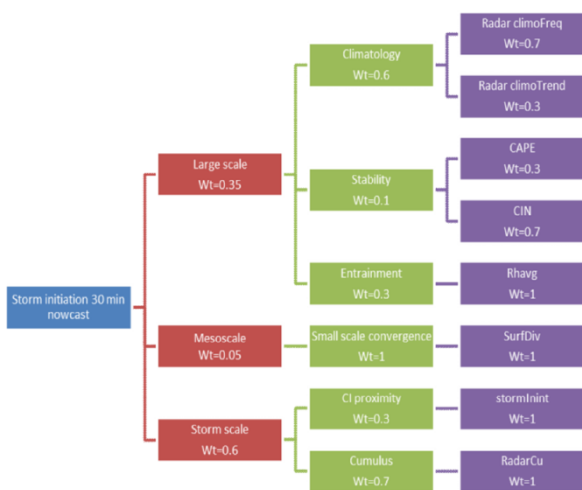 Storm initiation 30 min
nowcast
Large scale
Wt=0.35
Mesoscale
Wt=0.05
Storm scale
Wt=0.6
Climatology
Wt=0.6
Stability
Wt=0.1
Entrainment
Wt=0.3
Small scale convergence
Wt=1
CI proximity
Wt=0.3
Cumulus
Wt=0.7
Radar climoFreq
Wt=0.7
Radar climoTrend
Wt=0.3
CAPE
Wt=0.3
CIN
Wt=0.7
Rhavg
Wt=1
SurfDiv
Wt=1
stormInint
Wt=1
RadarCu
Wt=1